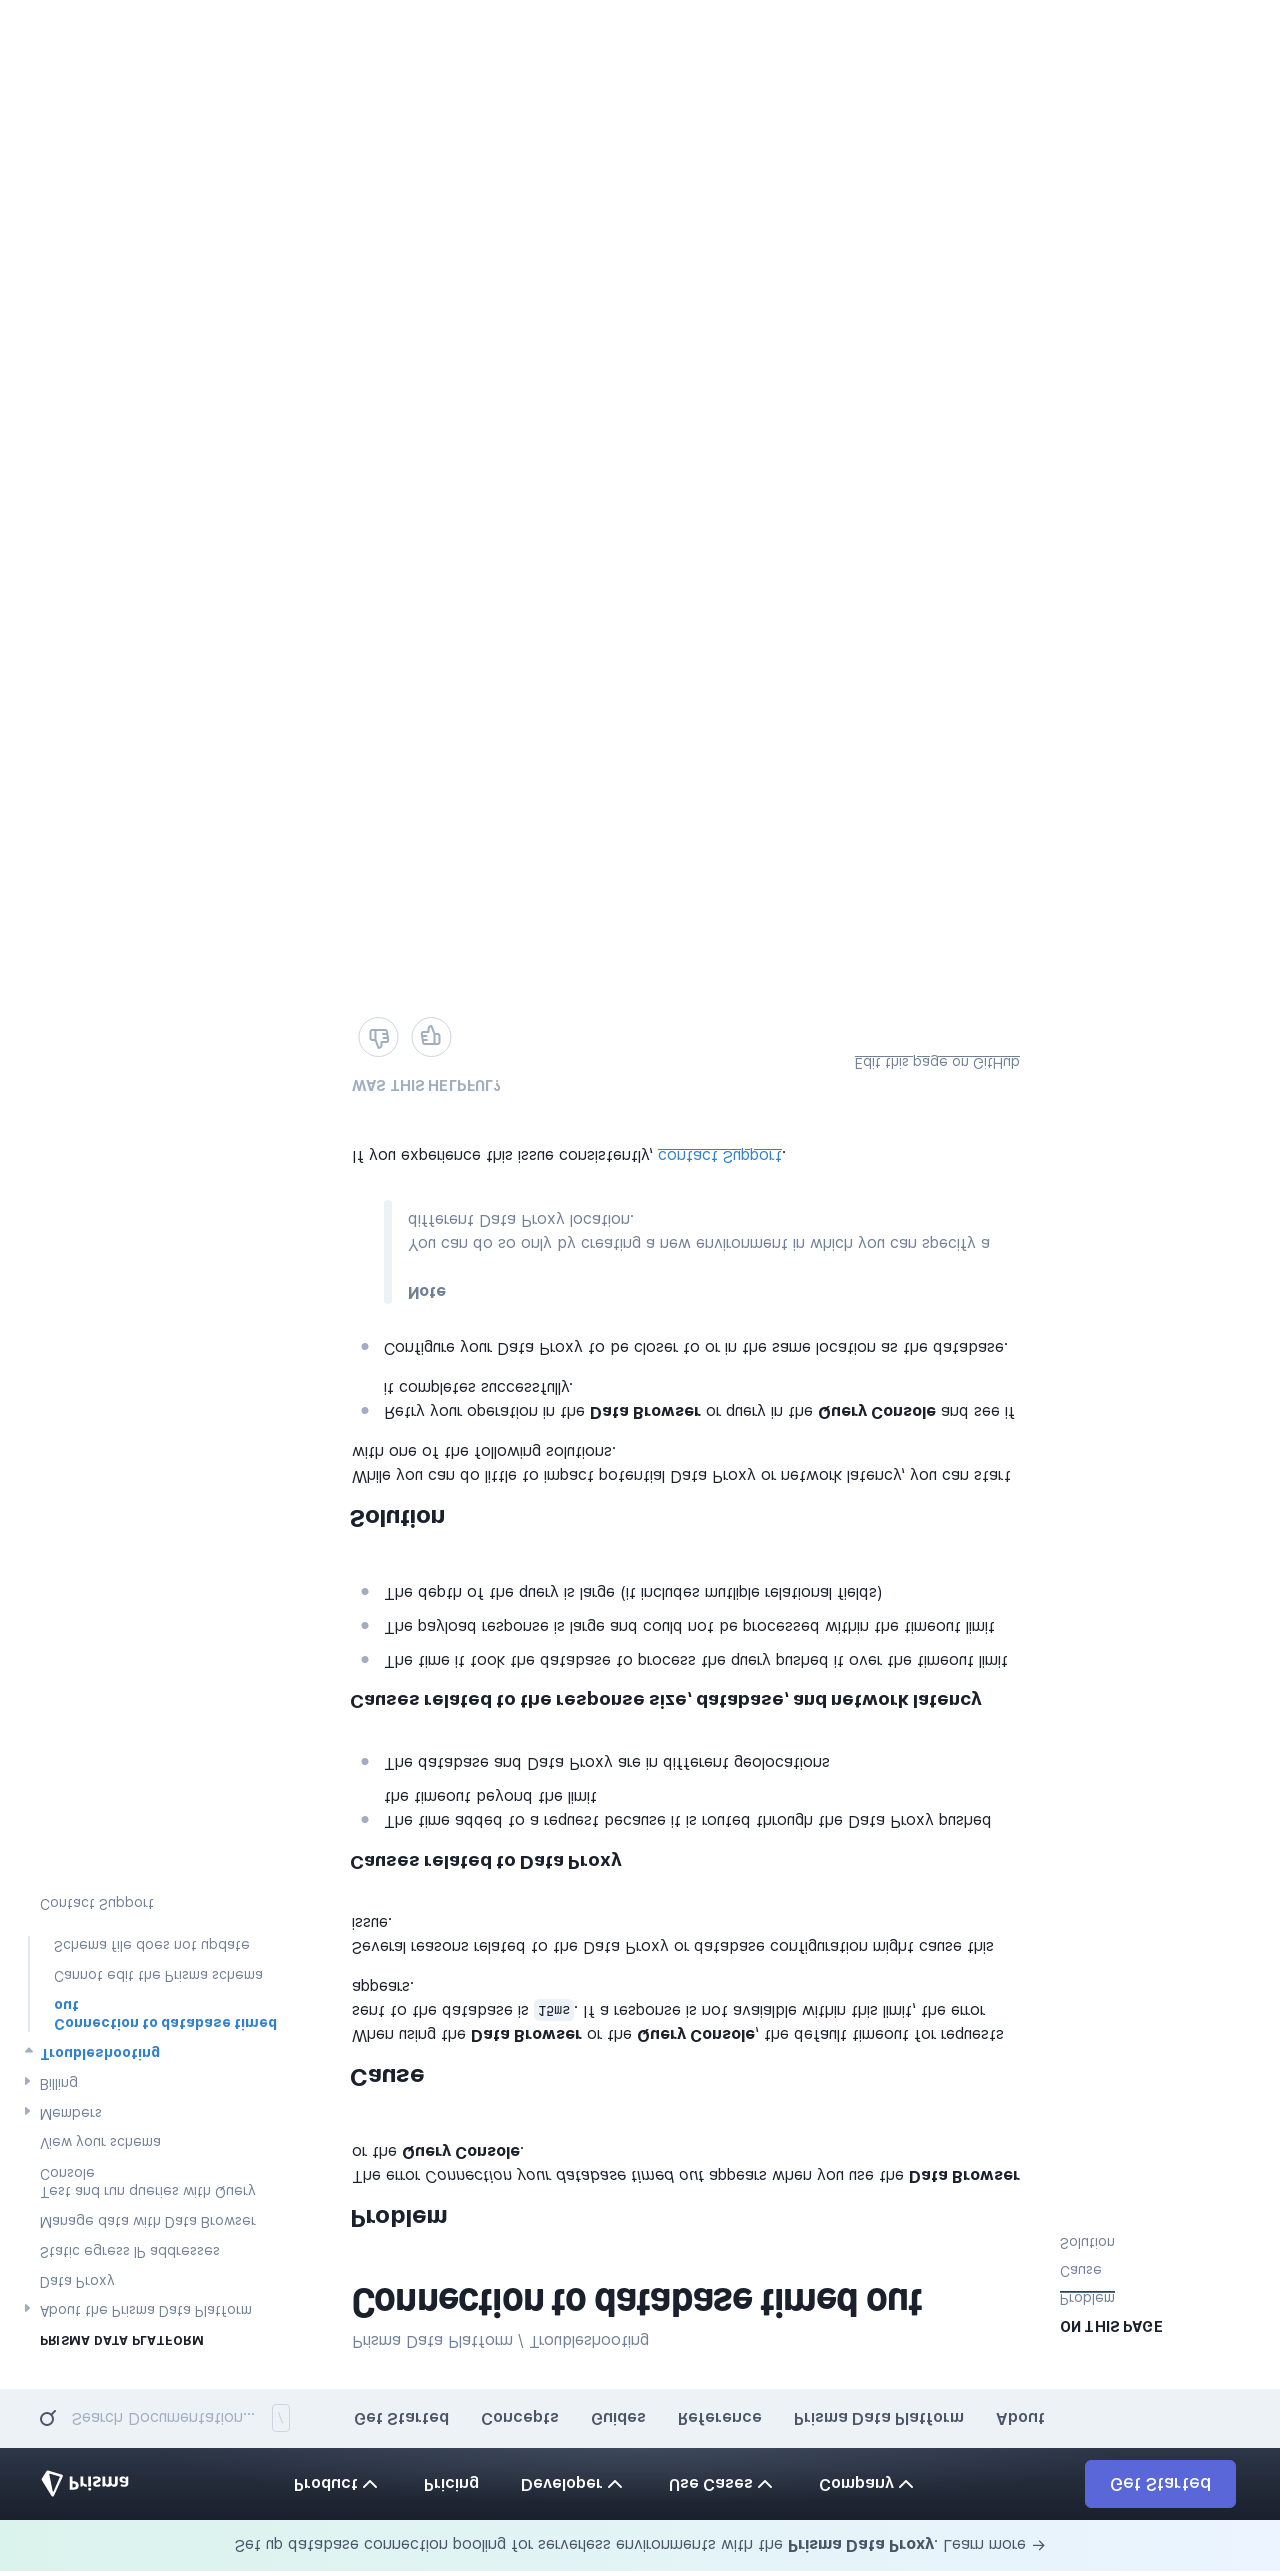 Set up database connection pooling for serverless environments with the Prisma Data Proxy. Learn more →
Prisma
Product
Pricing
Developer
Use Cases
Company
Get Started
Search Documentation...
/
Get Started
Concepts
Guides
Reference
Prisma Data Platform
About
PRISMA DATA PLATFORM
About the Prisma Data Platform
Data Proxy
Static egress IP addresses
Manage data with Data Browser
Test and run queries with Query
Console
View your schema
Members
Billing
Troubleshooting
Connection to database timed
out
Cannot edit the Prisma schema
Schema file does not update
Contact Support
Prisma Data Platform / Troubleshooting
Connection to database timed out
Problem
The error Connection your database timed out appears when you use the Data Browser
or the Query Console.
Cause
When using the Data Browser or the Query Console, the default timeout for requests
sent to the database is 15ms. If a response is not avaialble within this limit, the error
appears.
Several reasons related to the Data Proxy or database configuration might cause this
issue.
Causes related to Data Proxy
The time added to a request because it is routed through the Data Proxy pushed
the timeout beyond the limit
The database and Data Proxy are in different geolocations
Causes related to the response size, database, and network latency
The time it took the database to process the query pushed it over the timeout limit
The payload response is large and could not be processed within the timeout limit
The depth of the query is large (it includes mutliple relational fields)
Solution
While you can do little to impact potential Data Proxy or network latency, you can start
with one of the following solutions.
Retry your operation in the Data Browser or query in the Query Console and see if
it completes successfully.
Configure your Data Proxy to be closer to or in the same location as the database.
Note
You can do so only by creating a new environment in which you can specify a
different Data Proxy location.
If you experience this issue consistently, contact Support.
WAS THIS HELPFUL?
Edit this page on GitHub
ON THIS PAGE
Problem
Cause
Solution